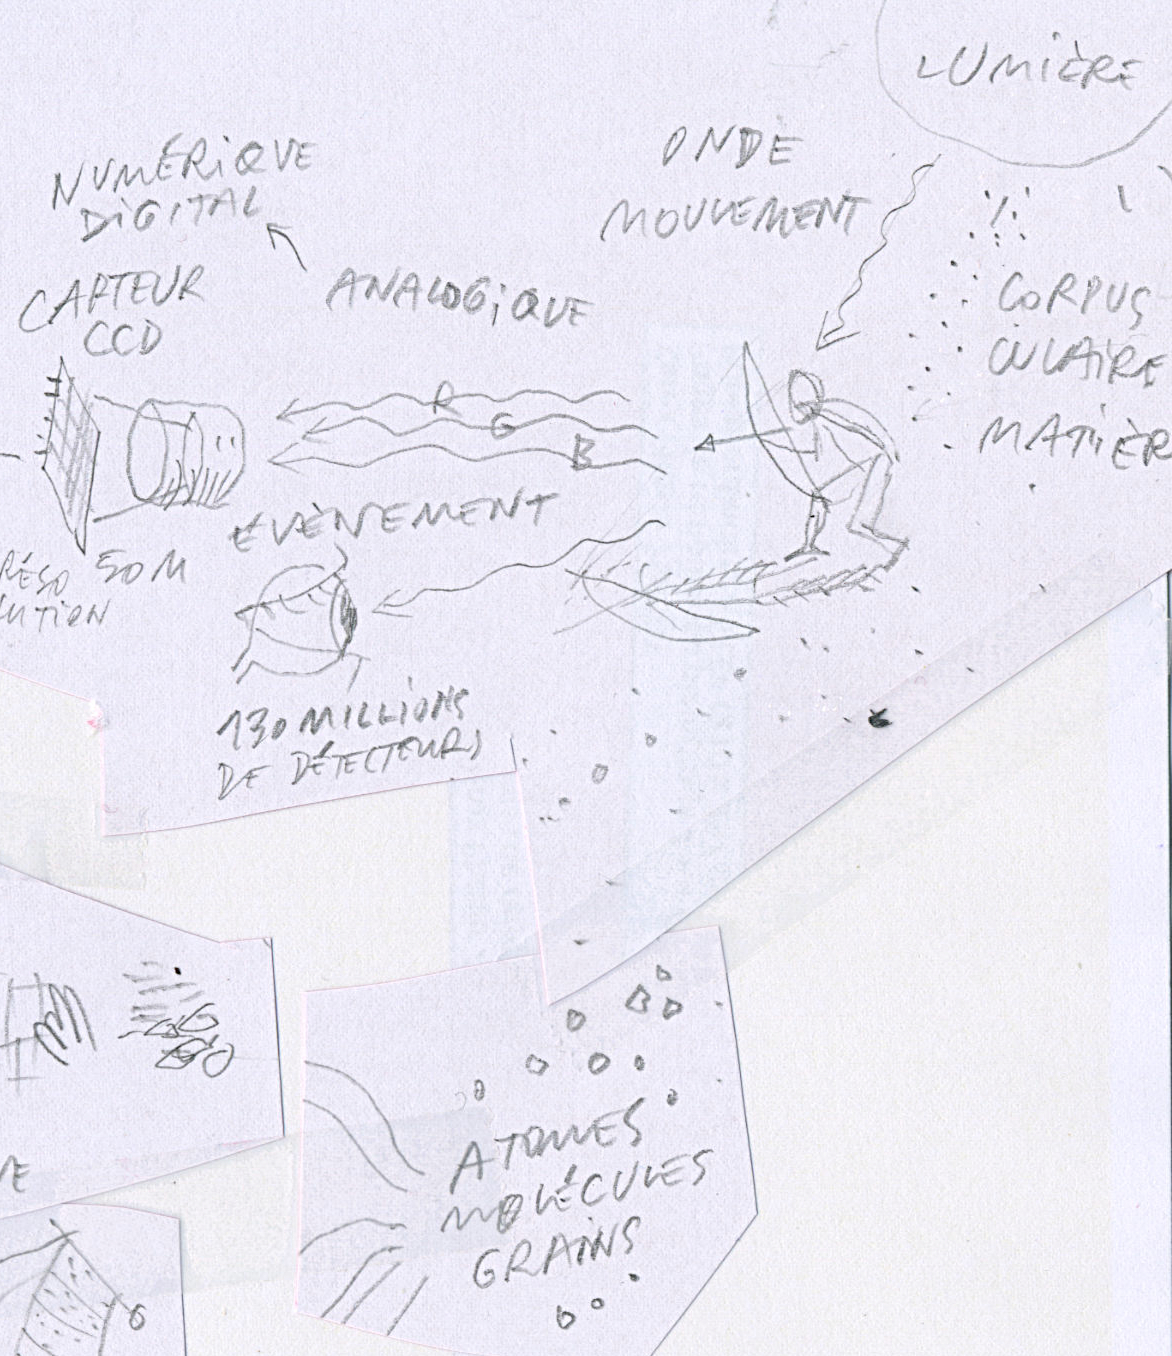 LUMIÈRE
ONDE
MOUVEMENT
NUMÉRIQUE
DIGITAL
ANALOGIQUE
CAPTEUR
CCD
CORPUS
CULAIRE
MATIÈR
R
G
B
ÉVÈNEMENT
RÉSO 50M
LUTION
130 MILLIONS
DE DÉTECTEURS
ATOMES
MOLÉCULES
GRAINS